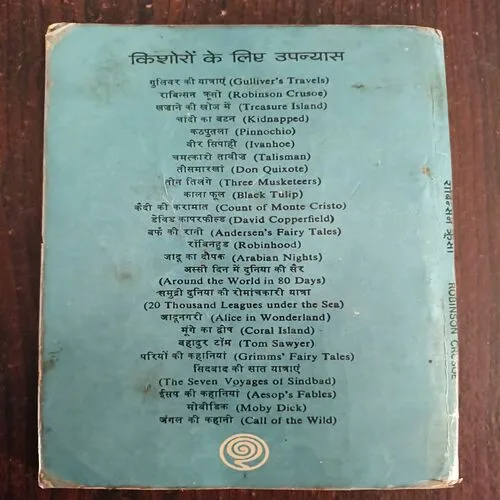 किशोरों के लिए उपन्यास
गुलिवर की यात्राएं (Gulliver's Travels)
राबिन्सन क्रूसो (Robinson Crusoe)
खज़ाने की खोज में (Treasure Island)
चांदी का बटन (Kidnapped)
कठपुतला (Pinnochio)
वीर सिपाही (Ivanhoe)
चमत्कारी तावीज़ (Talisman)
तीसमारखां (Don Quixote)
तीन तिलंगे (Three Musketeers)
काला फूल (Black Tulip)
कैदी की करामात (Count of Monte Cristo)
डेविड कापरफील्ड (David Copperfield)
बर्फ की रानी (Andersen's Fairy Tales)
रॉबिनहुड (Robinhood)
जादू का दीपक (Arabian Nights)
अस्सी दिन में दुनिया की सैर
(Around the World in 80 Days)
समुद्री दुनिया की रोमांचकारी यात्रा
(20 Thousand Leagues under the Sea)
जादूनगरी (Alice in Wonderland)
मूंगे का द्वीप (Coral Island)
बहादुर टॉम (Tom Sawyer)
परियों की कहानियां (Grimms' Fairy Tales)
सिंदबाद की सात यात्राएं
(The Seven Voyages of Sindbad)
ईसप की कहानियां (Aesop's Fables)
मोबीडिक (Moby Dick)
जंगल की कहानी (Call of the Wild)
राबिन्सन क्रूसो ROBINSON CRUSOE